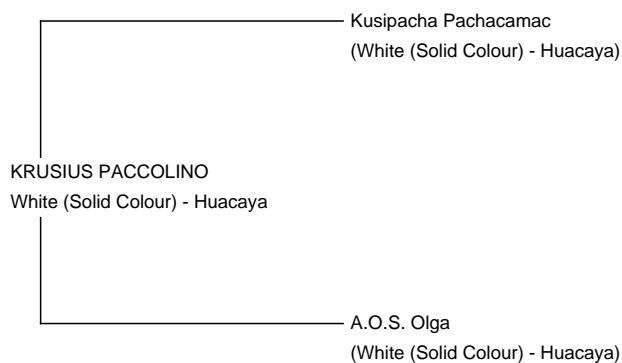 Kusipacha Pachacamac
(White (Solid Colour) - Huacaya)
KRUSIUS PACCOLINO
White (Solid Colour) - Huacaya
A.O.S. Olga
(White (Solid Colour) - Huacaya)